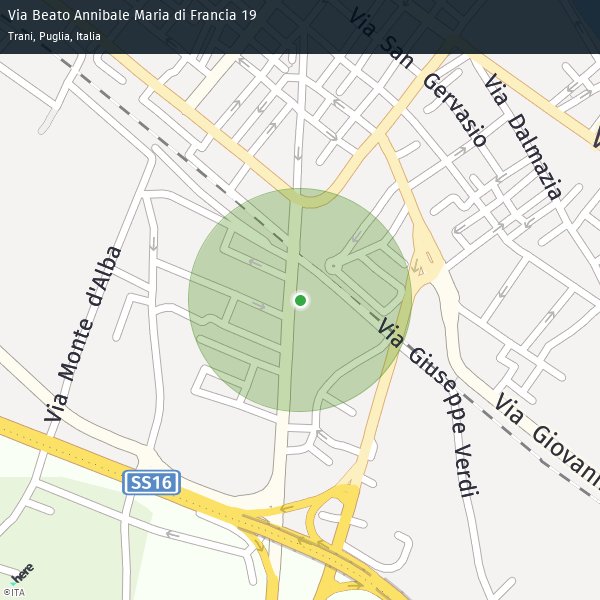 Via Beato Annibale Maria di Francia 19
Trani, Puglia, Italia
Via San Gervasio
Via Dalmazia
Via Monte d'Alba
Via Giuseppe Verdi
Via Giovanni
SS16
here
©ITA